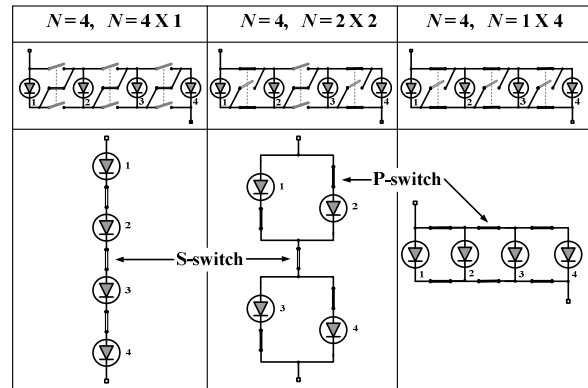 N=4, N=4 X 1
N=4, N=2 X 2
N=4, N=1 X 4
1 2 3 4
1 2 3 4
1 2 3 4
1
2
3
4
S-switch
1
2
3
4
P-switch
1 2 3 4